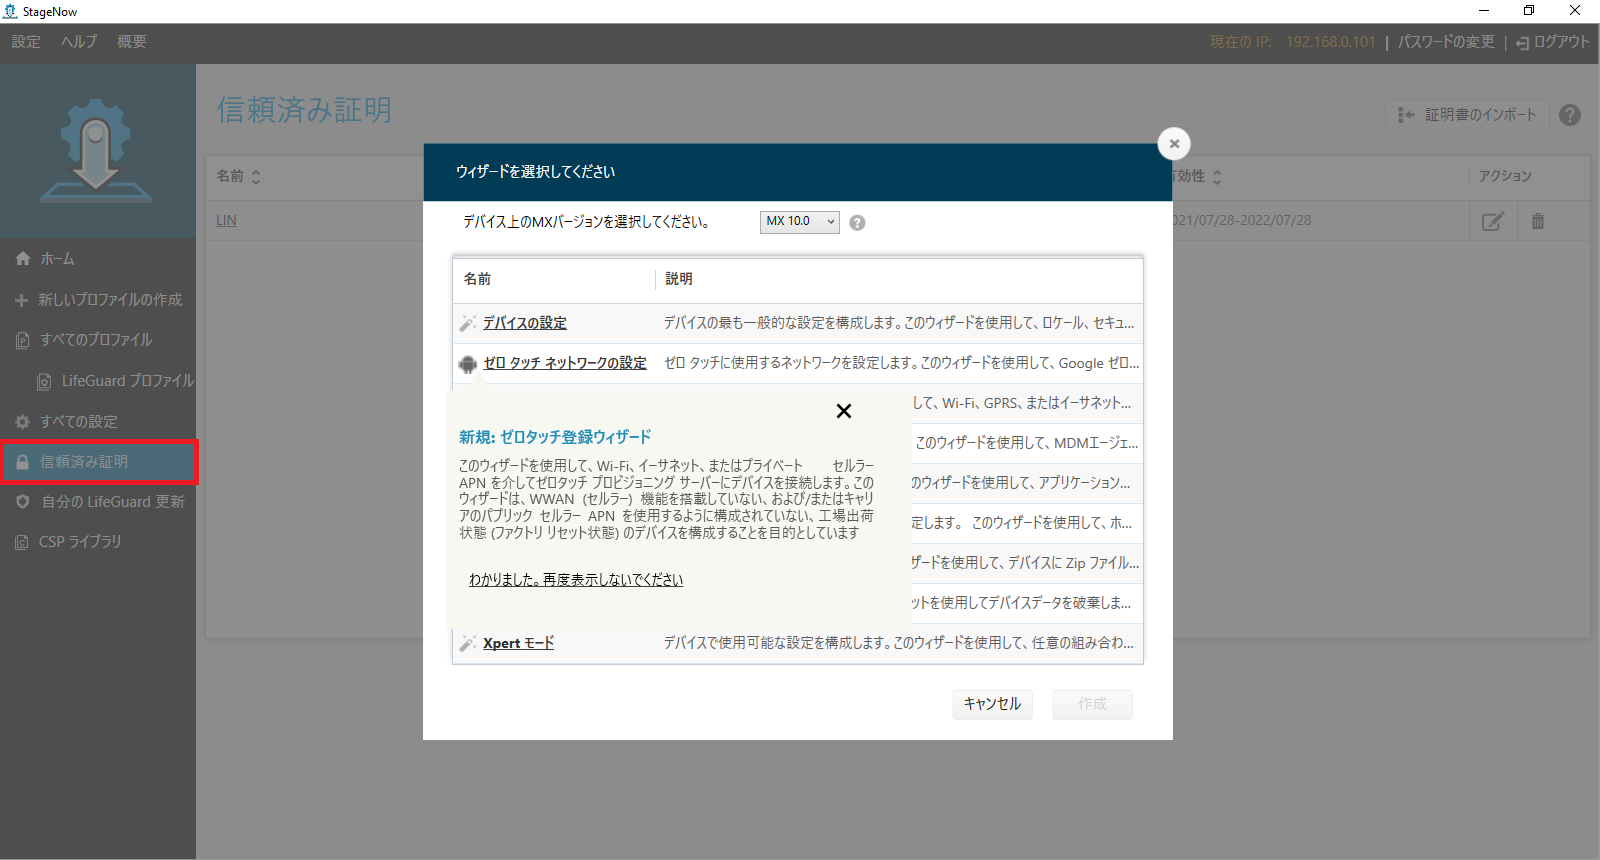 StageNow
設定 ヘルプ 概要
現在の IP: 192.168.0.101 | パスワードの変更 | ログアウト
信頼済み証明
証明書のインポート
名前
有効性
アクション
LIN
021/07/28-2022/07/28
ホーム
新しいプロファイルの作成
すべてのプロファイル
LifeGuard プロファイル
すべての設定
信頼済み証明
自分の LifeGuard 更新
CSP ライブラリ
ウィザードを選択してください
デバイス上のMXバージョンを選択してください。 MX 10.0
名前 説明
デバイスの設定 デバイスの最も一般的な設定を構成します。このウィザードを使用して、ロケール、セキュ...
ゼロ タッチ ネットワークの設定 ゼロ タッチに使用するネットワークを設定します。このウィザードを使用して、Google ゼロ...
して、Wi-Fi、GPRS、またはイーサネット...
このウィザードを使用して、MDMエージェ...
のウィザードを使用して、アプリケーション...
定します。 このウィザードを使用して、ホ...
ザードを使用して、デバイスに Zip ファイル...
ットを使用してデバイスデータを破棄しま...
新規: ゼロタッチ登録ウィザード
このウィザードを使用して、Wi-Fi、イーサネット、またはプライベート セルラー
APN を介してゼロタッチ プロビジョニング サーバーにデバイスを接続します。この
ウィザードは、WWAN (セルラー) 機能を搭載していない、および/またはキャリ
アのパブリック セルラー APN を使用するように構成されていない、工場出荷
状態 (ファクトリ リセット状態) のデバイスを構成することを目的としています
わかりました。再度表示しないでください
Xpert モード デバイスで使用可能な設定を構成します。このウィザードを使用して、任意の組み合わ...
キャンセル 作成